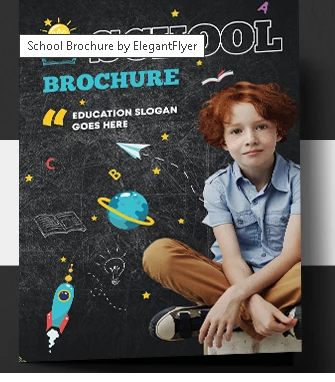 A
SCHOOL
School Brochure by ElegantFlyer
BROCHURE
“ EDUCATION SLOGAN
GOES HERE
C
B